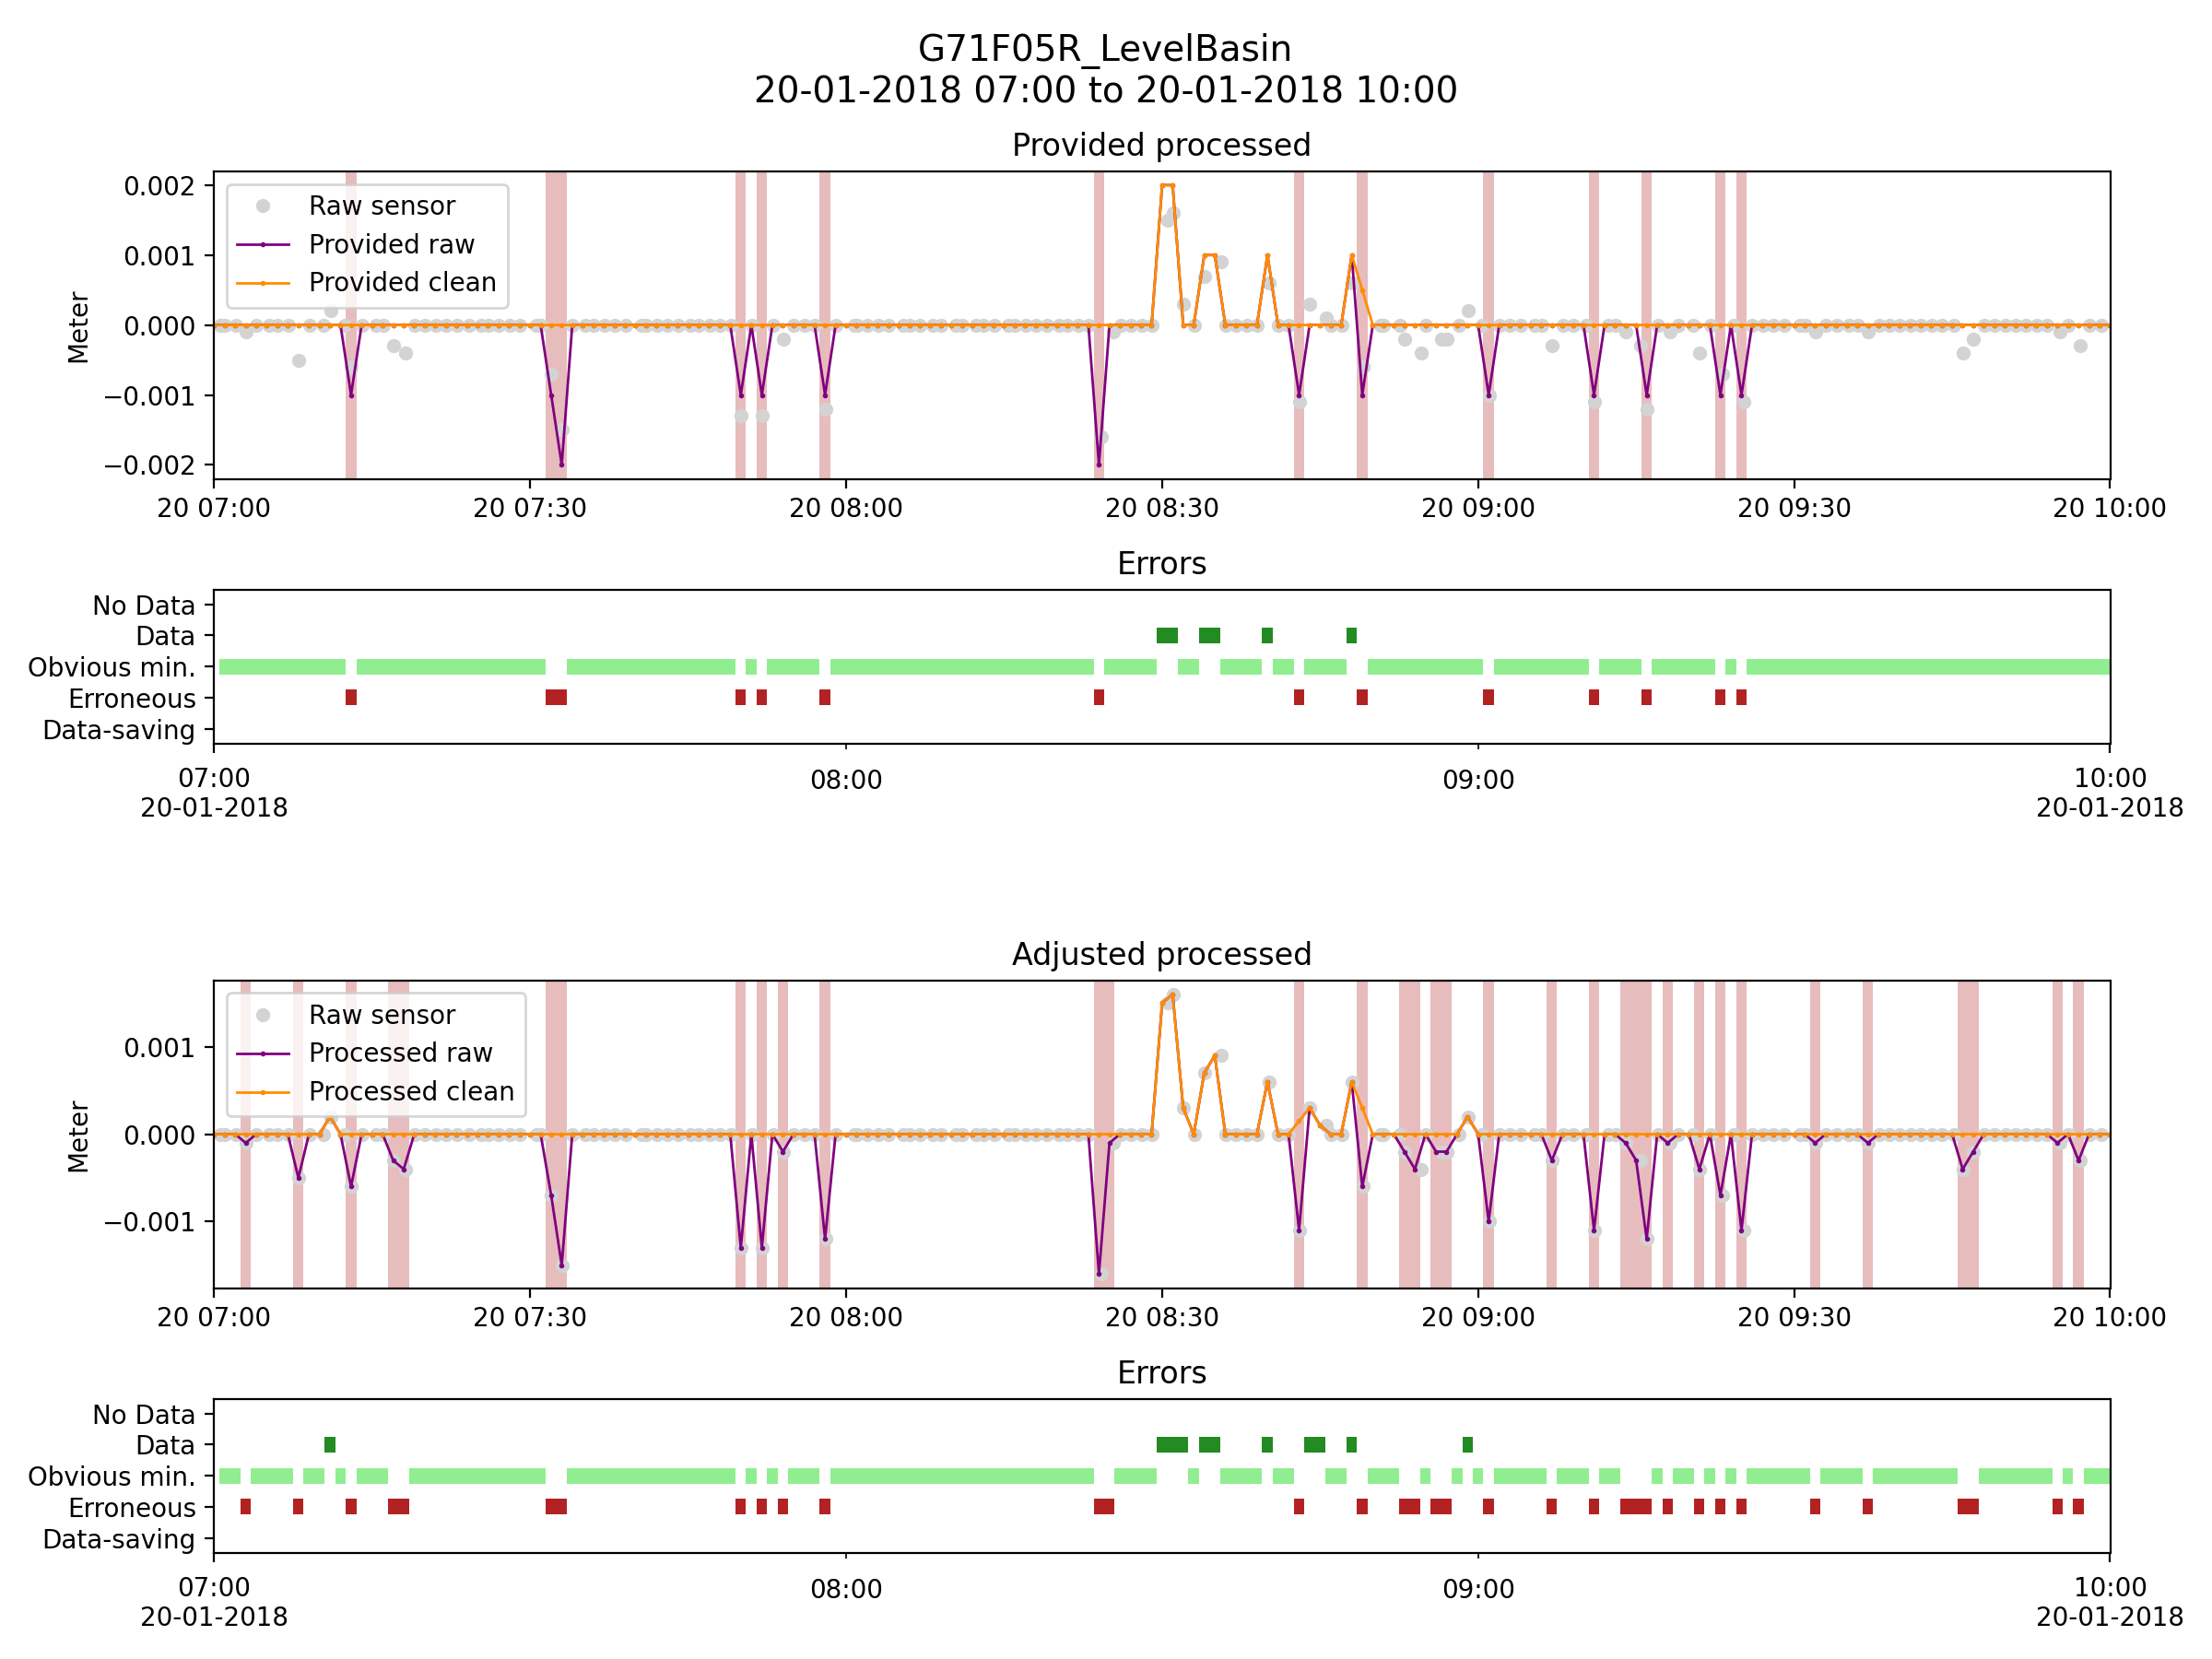 G71F05R_LevelBasin
20-01-2018 07:00 to 20-01-2018 10:00
Provided processed
Meter
0.002
0.001
0.000
−0.001
−0.002
Raw sensor
Provided raw
Provided clean
20 07:00 20 07:30 20 08:00 20 08:30 20 09:00 20 09:30 20 10:00
Errors
No Data
Data
Obvious min.
Erroneous
Data-saving
07:00 08:00 09:00 10:00
20-01-2018 20-01-2018
Adjusted processed
Meter
0.001
0.000
−0.001
Raw sensor
Processed raw
Processed clean
20 07:00 20 07:30 20 08:00 20 08:30 20 09:00 20 09:30 20 10:00
Errors
No Data
Data
Obvious min.
Erroneous
Data-saving
07:00 08:00 09:00 10:00
20-01-2018 20-01-2018